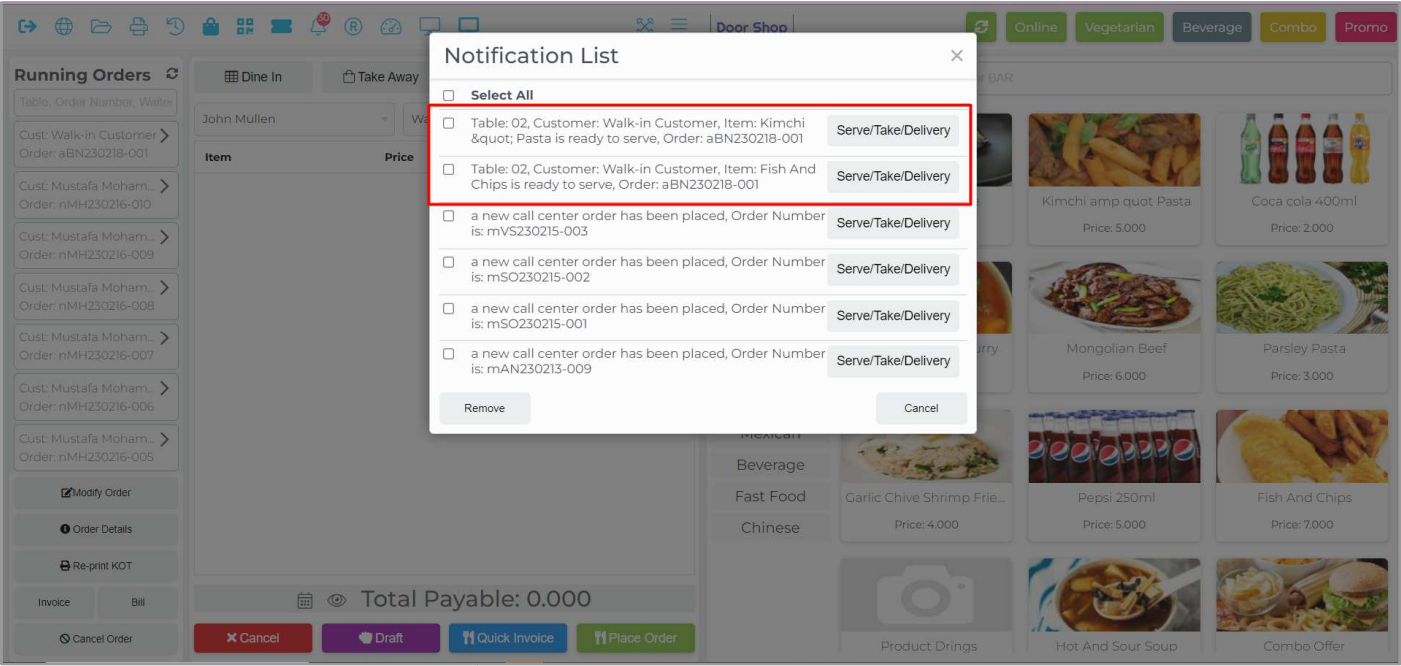 30
R
Door Shop
Online
Vegetarian
Beverage
Combo
Promo
Running Orders
Table, Order Number, Waiter
Cust: Walk-in Customer
Order: aBN230218-001
Cust: Mustafa Moham...
Order: nMH230216-010
Cust: Mustafa Moham...
Order: nMH230216-009
Cust: Mustafa Moham...
Order: nMH230216-008
Cust: Mustafa Moham...
Order: nMH230216-007
Cust: Mustafa Moham...
Order: nMH230216-006
Cust: Mustafa Moham...
Order: nMH230216-005
Modify Order
Order Details
Re-print KOT
Invoice
Bill
Cancel Order
Dine In
Take Away
John Mullen
Wa
Item
Price
Total Payable: 0.000
Cancel
Draft
Quick Invoice
Place Order
Notification List
×
Select All
Table: 02, Customer: Walk-in Customer, Item: Kimchi
&quot; Pasta is ready to serve, Order: aBN230218-001
Serve/Take/Delivery
Table: 02, Customer: Walk-in Customer, Item: Fish And
Chips is ready to serve, Order: aBN230218-001
Serve/Take/Delivery
a new call center order has been placed, Order Number
is: mVS230215-003
Serve/Take/Delivery
a new call center order has been placed, Order Number
is: mSO230215-002
Serve/Take/Delivery
a new call center order has been placed, Order Number
is: mSO230215-001
Serve/Take/Delivery
a new call center order has been placed, Order Number
is: mAN230213-009
Serve/Take/Delivery
Remove
Cancel
BAR
Mexican
Beverage
Fast Food
Chinese
Kimchi amp quot Pasta
Price: 5.000
Coca cola 400ml
Price: 2.000
Mongolian Beef
Price: 6.000
Parsley Pasta
Price: 3.000
Garlic Chive Shrimp Frie...
Price: 4.000
Pepsi 250ml
Price: 5.000
Fish And Chips
Price: 7.000
Product Drings
Hot And Sour Soup
Combo Offer